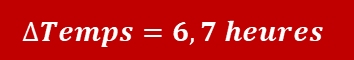 ΔTemps = 6,7 heures